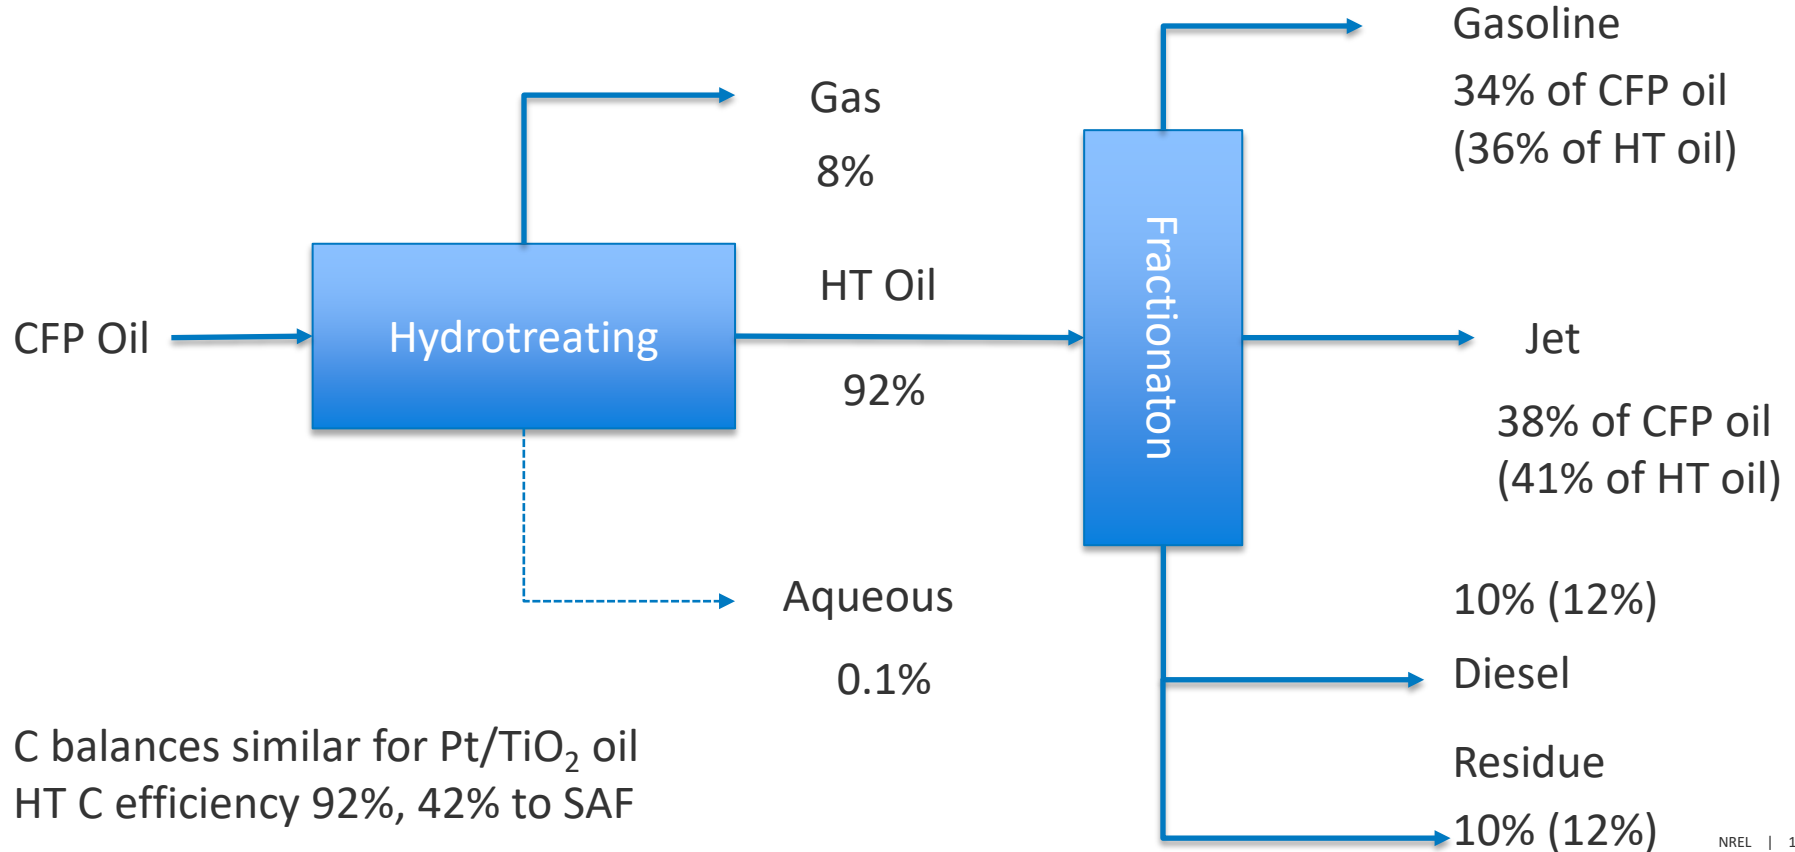 Gasoline
34% of CFP oil
(36% of HT oil)
Gas
8%
CFP Oil
Hydrotreating
HT Oil
92%
Fractionaton
Jet
38% of CFP oil
(41% of HT oil)
Aqueous
0.1%
10% (12%)
Diesel
Residue
10% (12%)
C balances similar for Pt/TiO₂ oil
HT C efficiency 92%, 42% to SAF
NREL | 1